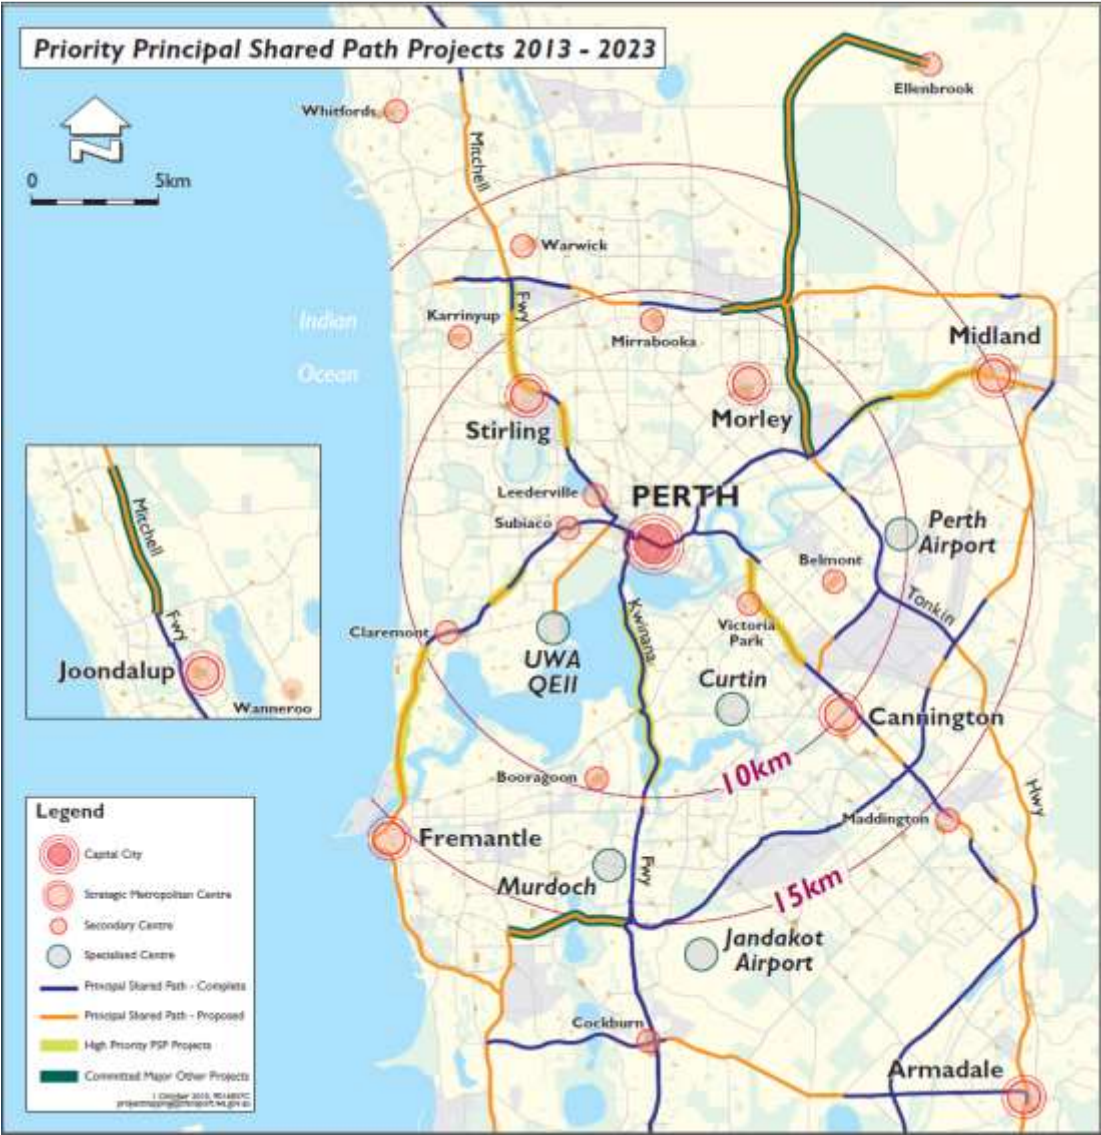 Priority Principal Shared Path Projects 2013 - 2023
Ellenbrook
Whitfords
Mitchell
N
0 5km
Warwick
Fwy
Karrinyup
Indian
Ocean
Mirrabooka
Midland
Morley
Stirling
Leederville
PERTH
Subiaco
Perth
Airport
Belmont
Tonkin
Kwinana
Claremont
Victoria
Park
UWA
QEII
Curtin
Cannington
Mitchell
Fwy
Joondalup
Wanneroo
10km
Booragoon
Hwy
Maddington
Fremantle
Fwy
Murdoch
15km
Jandakot
Airport
Cockburn
Armadale
Legend
Capital City
Strategic Metropolitan Centre
Secondary Centre
Specialised Centre
Principal Shared Path - Complete
Principal Shared Path - Proposed
High Priority PSP Projects
Committed Major Other Projects